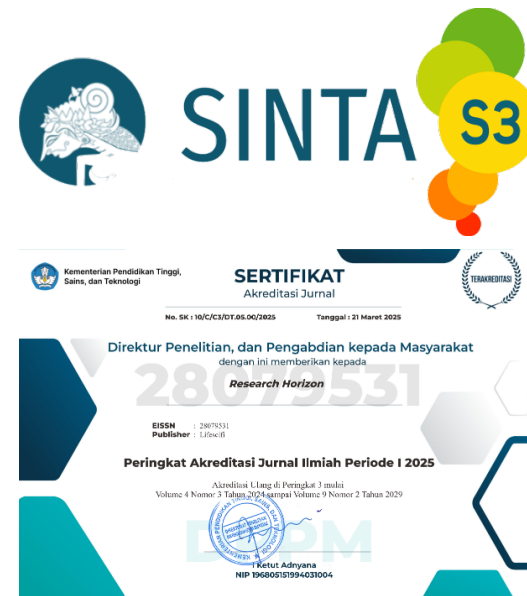 SINTA
S3
Kementerian Pendidikan Tinggi,
Sains, dan Teknologi
SERTIFIKAT
Akreditasi Jurnal
TERAKREDITASI
No. SK : 10/C/C3/DT.05.00/2025
Tanggal : 21 Maret 2025
Direktur Penelitian, dan Pengabdian kepada Masyarakat
dengan ini memberikan kepada
28079531
Research Horizon
EISSN : 28079531
Publisher : Lifescifi
Peringkat Akreditasi Jurnal Ilmiah Periode I 2025
Akreditasi Ulang di Peringkat 3 mulai
Volume 4 Nomor 3 Tahun 2024 sampai Volume 9 Nomer 2 Tahun 2029
I Ketut Adnyana
NIP 196805151994031004